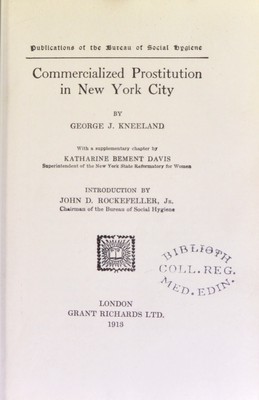 Publications of the Bureau of Social Hygiene
Commercialized Prostitution
in New York City
BY
GEORGE J. KNEELAND
With a supplementary chapter by
KATHARINE BEMENT DAVIS
Superintendent of the New York State Reformatory for Women
INTRODUCTION BY
JOHN D. ROCKEFELLER, Jr.
Chairman of the Bureau of Social Hygiene
BIBLIOTH
COLL. REG.
MED. EDIN.
LONDON
GRANT RICHARDS LTD.
1913